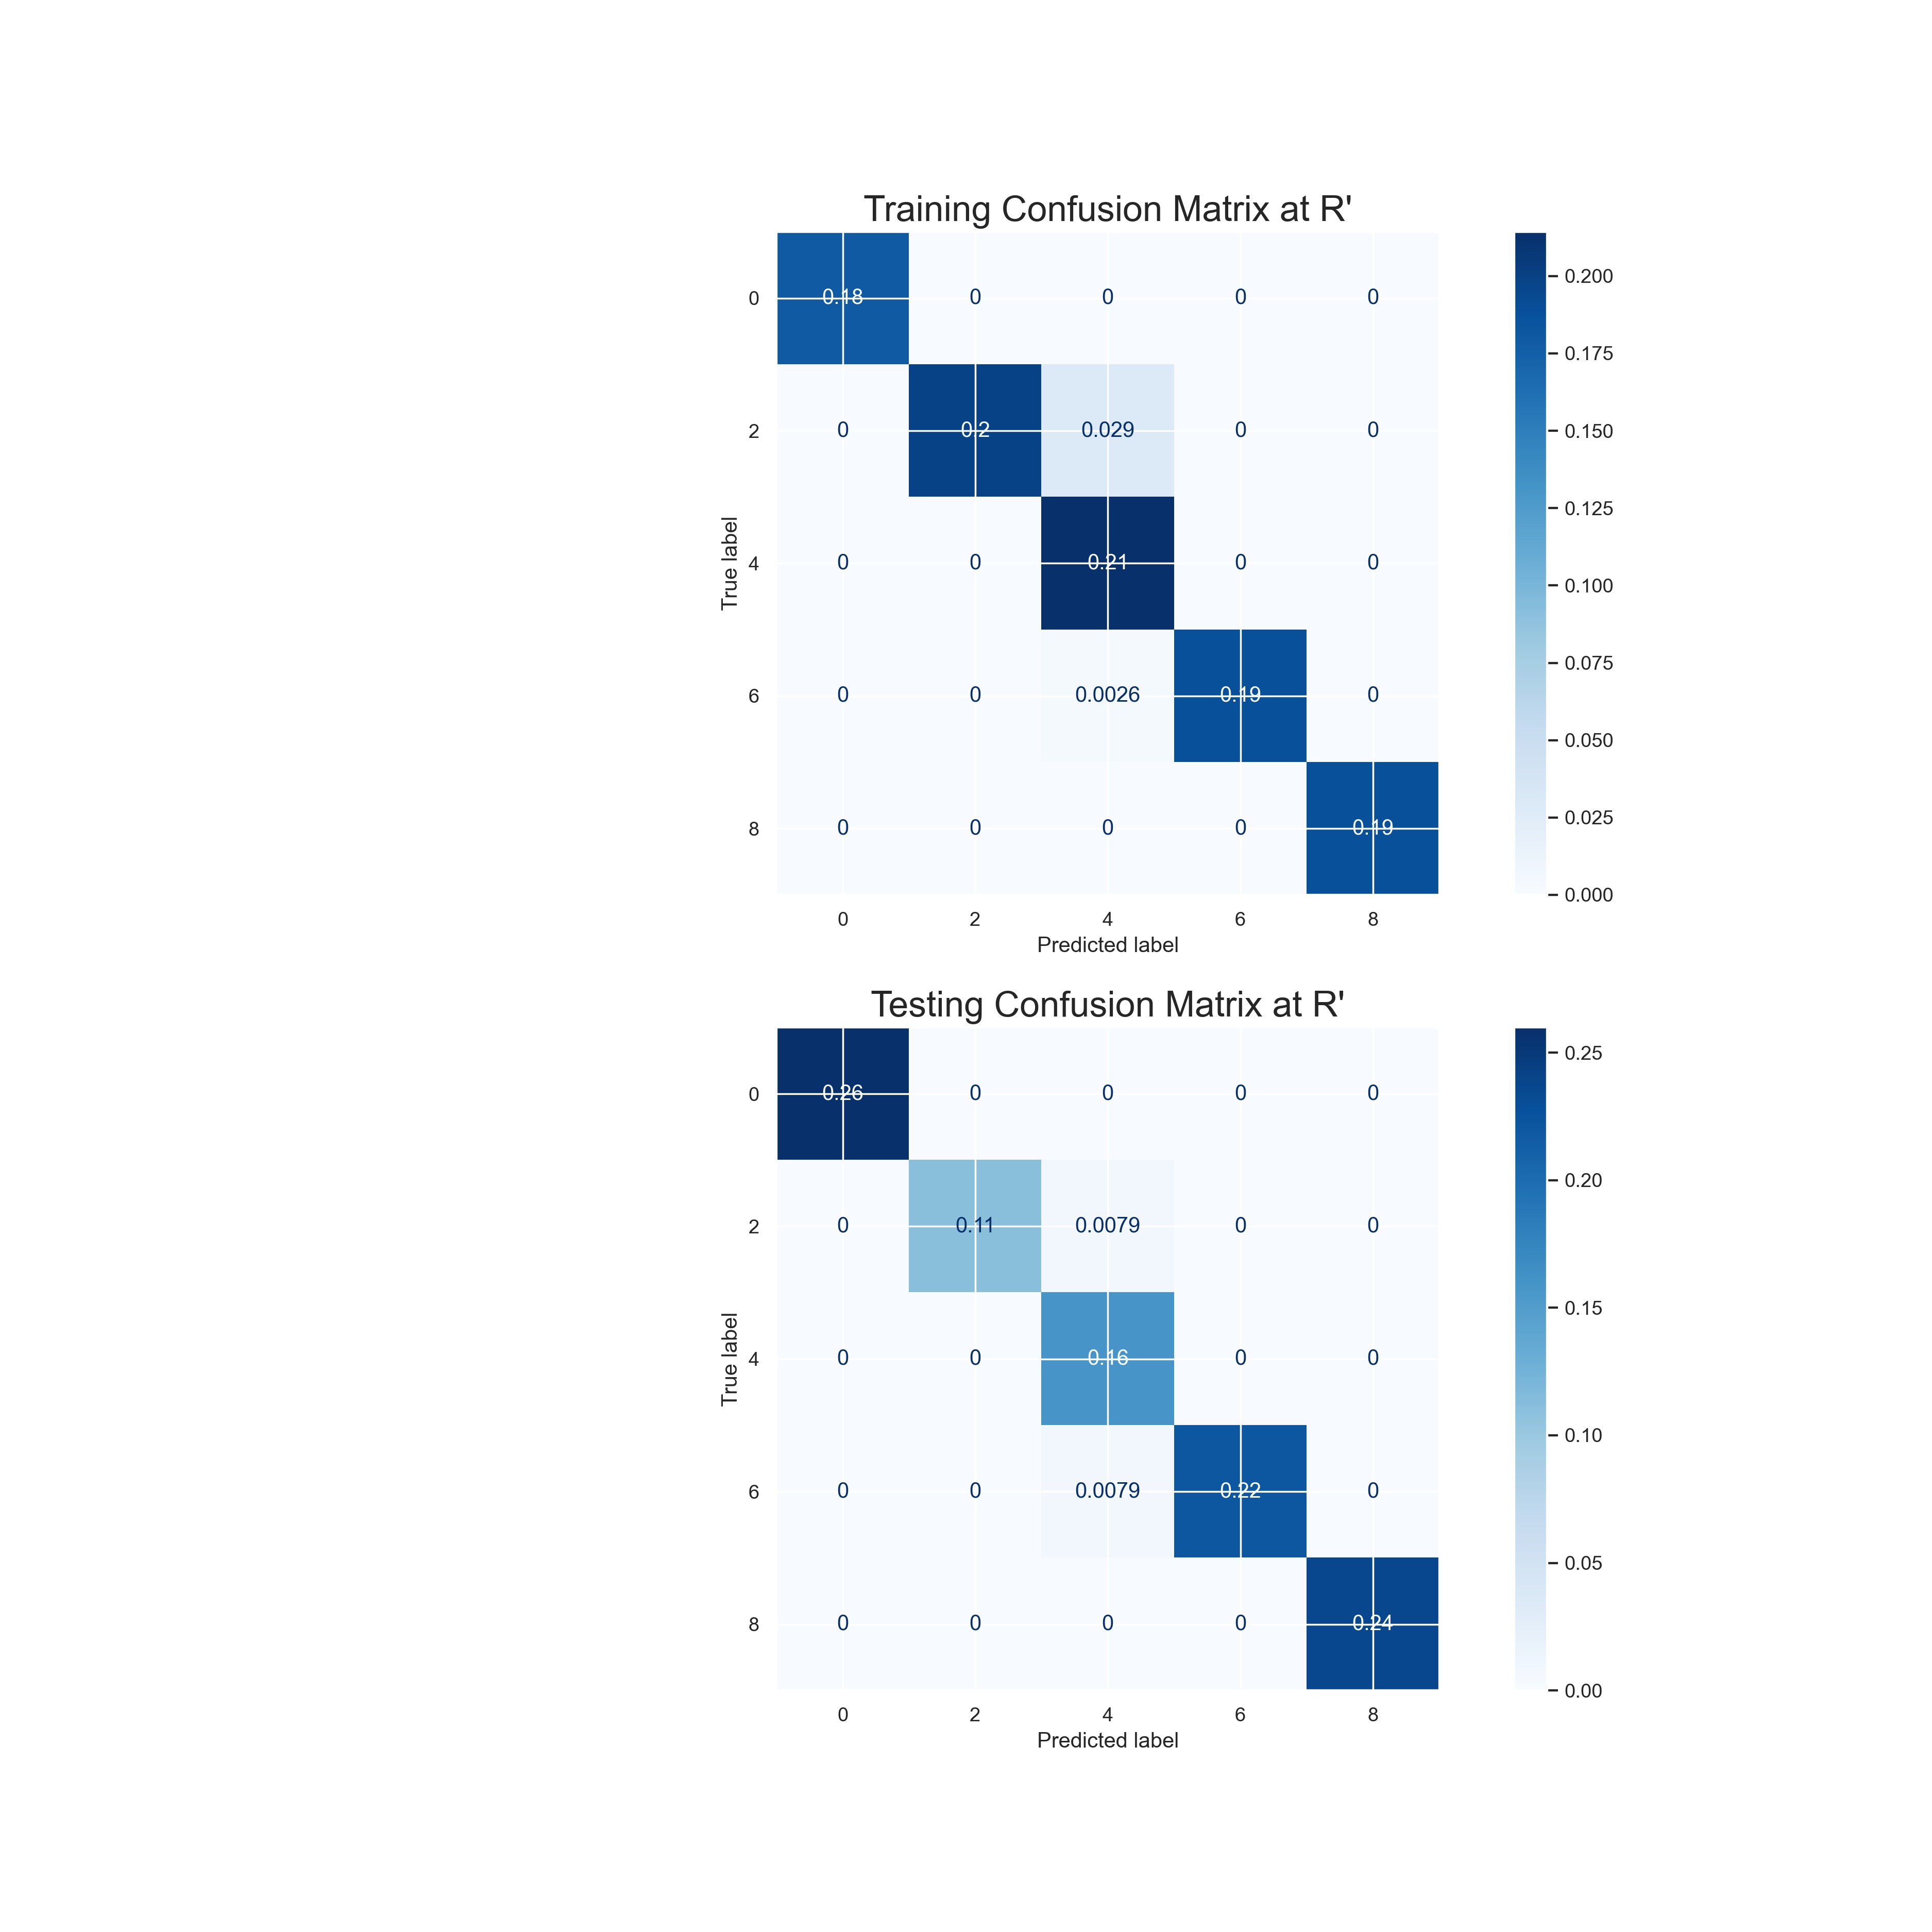 Training Confusion Matrix at R'
0 0.18 0 0 0 0
2 0 0.2 0.029 0 0
4 0 0 0.21 0 0
6 0 0 0.0026 0.19 0
8 0 0 0 0 0.19
True label
0 2 4 6 8
Predicted label
0.200
0.175
0.150
0.125
0.100
0.075
0.050
0.025
0.000
Testing Confusion Matrix at R'
0 0.26 0 0 0 0
2 0 0.11 0.0079 0 0
4 0 0 0.16 0 0
6 0 0 0.0079 0.22 0
8 0 0 0 0 0.24
True label
0 2 4 6 8
Predicted label
0.25
0.20
0.15
0.10
0.05
0.00